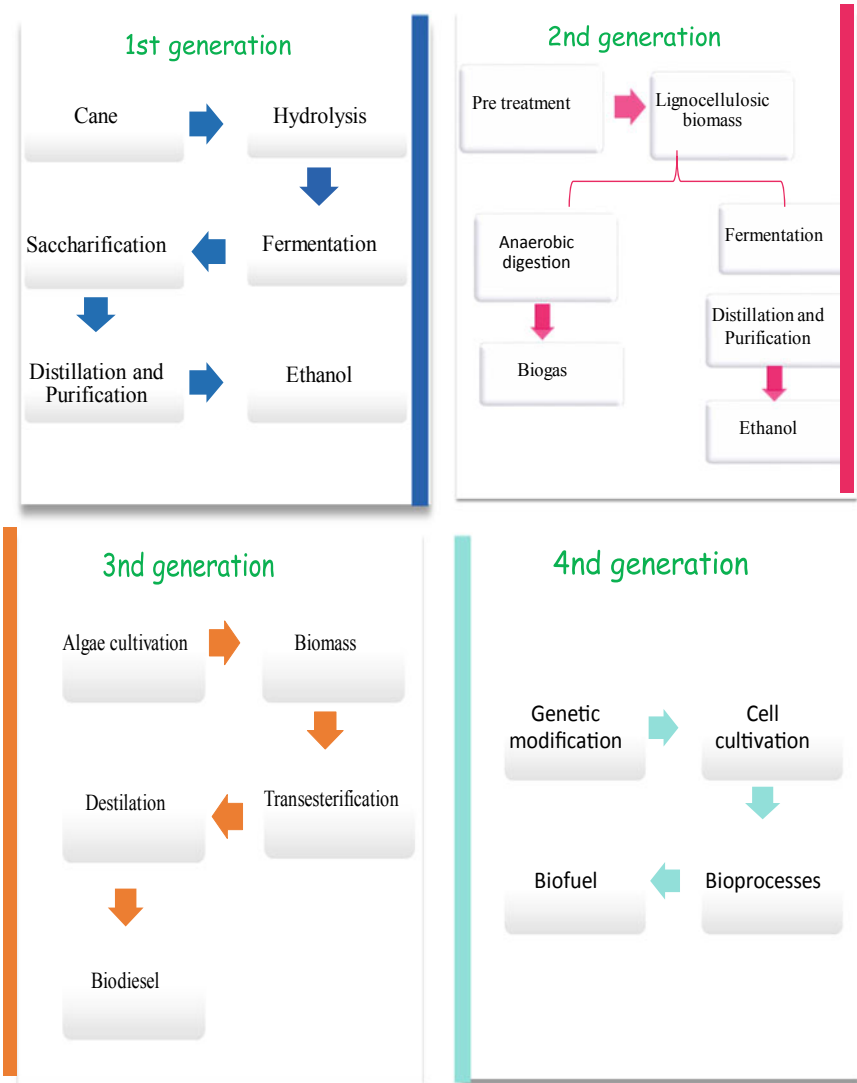 1st generation
Cane
Hydrolysis
Saccharification
Fermentation
Distillation and
Purification
Ethanol
2nd generation
Pre treatment
Lignocellulosic
biomass
Anaerobic
digestion
Fermentation
Distillation and
Purification
Biogas
Ethanol
3nd generation
Algae cultivation
Biomass
Destilation
Transesterification
Biodiesel
4nd generation
Genetic
modification
Cell
cultivation
Biofuel
Bioprocesses